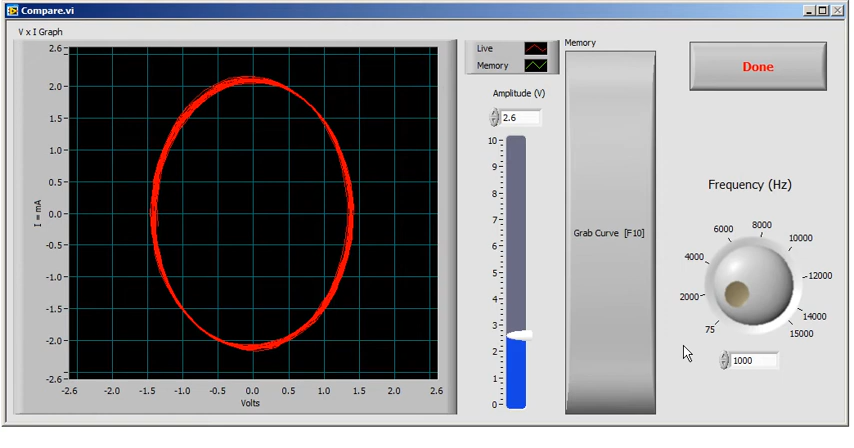 Compare.vi
V x I Graph
2.6
2.0
1.5
1.0
0.5
0.0
-0.5
-1.0
-1.5
-2.0
-2.6
I = mA
-2.6 -2.0 -1.5 -1.0 -0.5 0.0 0.5 1.0 1.5 2.0 2.6
Volts
Live
Memory
Amplitude (V)
2.6
10
9
8
7
6
5
4
3
2
1
0
Memory
Grab Curve [F10]
Done
Frequency (Hz)
75
2000
4000
6000
8000
10000
12000
14000
15000
1000